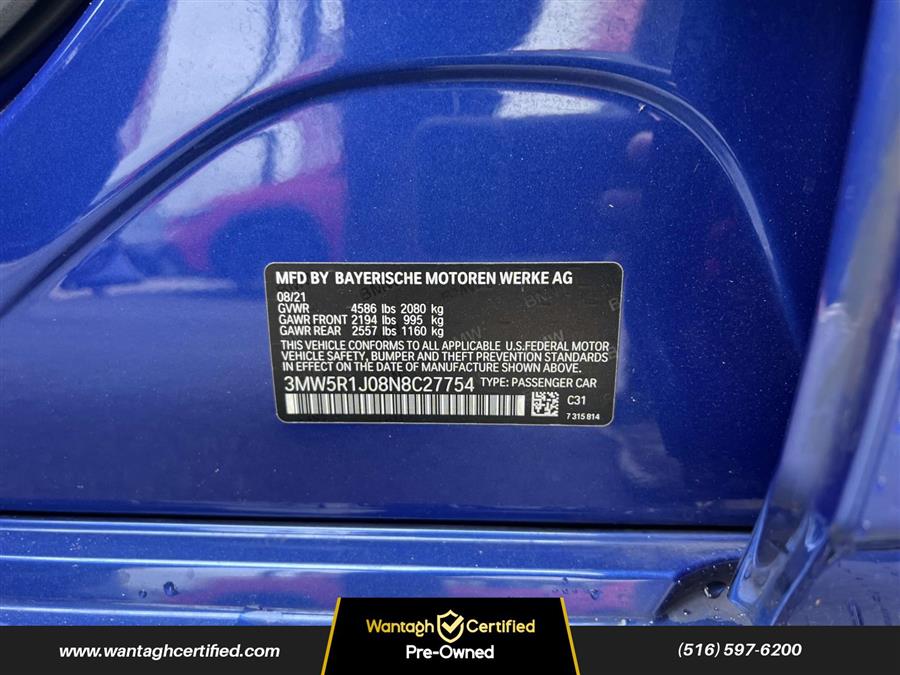 MFD BY BAYERISCHE MOTOREN WERKE AG
08/21
GVWR 4586 lbs 2080 kg
GAWR FRONT 2194 lbs 995 kg
GAWR REAR 2557 lbs 1160 kg
THIS VEHICLE CONFORMS TO ALL APPLICABLE U.S.FEDERAL MOTOR
VEHICLE SAFETY, BUMPER AND THEFT PREVENTION STANDARDS
IN EFFECT ON THE DATE OF MANUFACTURE SHOWN ABOVE.
3MW5R1J08N8C27754 TYPE: PASSENGER CAR
C31
7 315 814
www.wantaghcertified.com
Wantagh Certified
Pre-Owned
(516) 597-6200